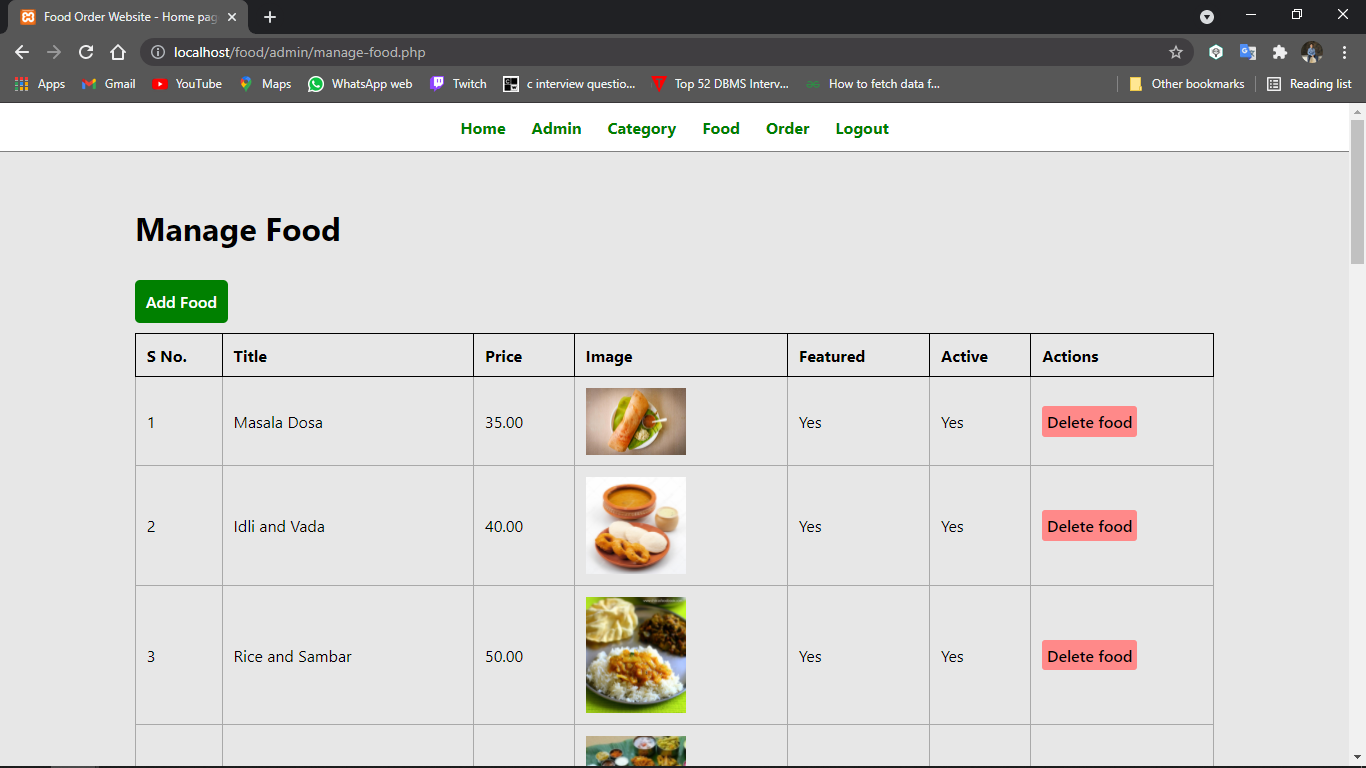 Food Order Website - Home pag
localhost/food/admin/manage-food.php
Apps Gmail YouTube Maps WhatsApp web Twitch c interview questio... Top 52 DBMS Interv... How to fetch data f... Other bookmarks Reading list
Home Admin Category Food Order Logout
Manage Food
Add Food
S No. Title Price Image Featured Active Actions
1 Masala Dosa 35.00 Yes Yes Delete food
2 Idli and Vada 40.00 Yes Yes Delete food
3 Rice and Sambar 50.00 Yes Yes Delete food